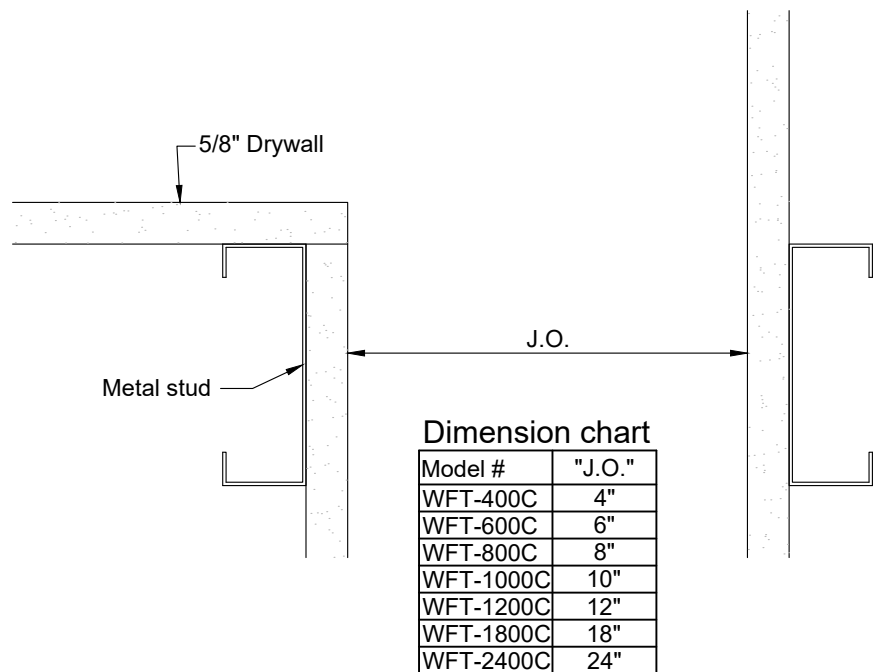 5/8" Drywall
J.O.
Metal stud
Dimension chart
Model # "J.O."
WFT-400C 4"
WFT-600C 6"
WFT-800C 8"
WFT-1000C 10"
WFT-1200C 12"
WFT-1800C 18"
WFT-2400C 24"